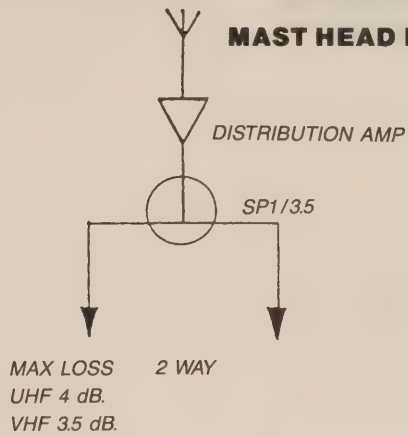 MAST HEAD
DISTRIBUTION AMP
SP1/3.5
MAX LOSS 2 WAY
UHF 4 dB.
VHF 3.5 dB.